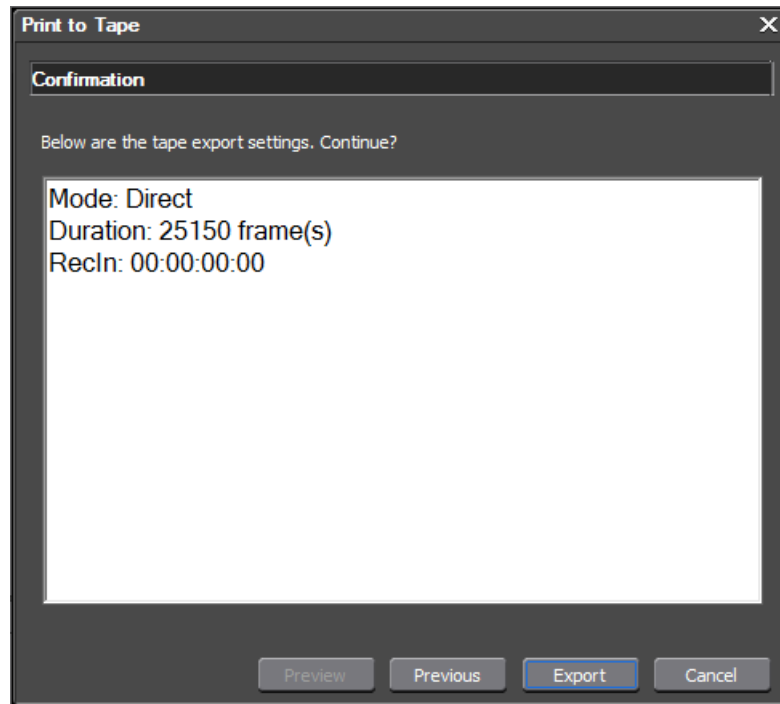 Print to Tape
Confirmation
Below are the tape export settings. Continue?
Mode: Direct
Duration: 25150 frame(s)
RecIn: 00:00:00:00
Preview Previous Export Cancel